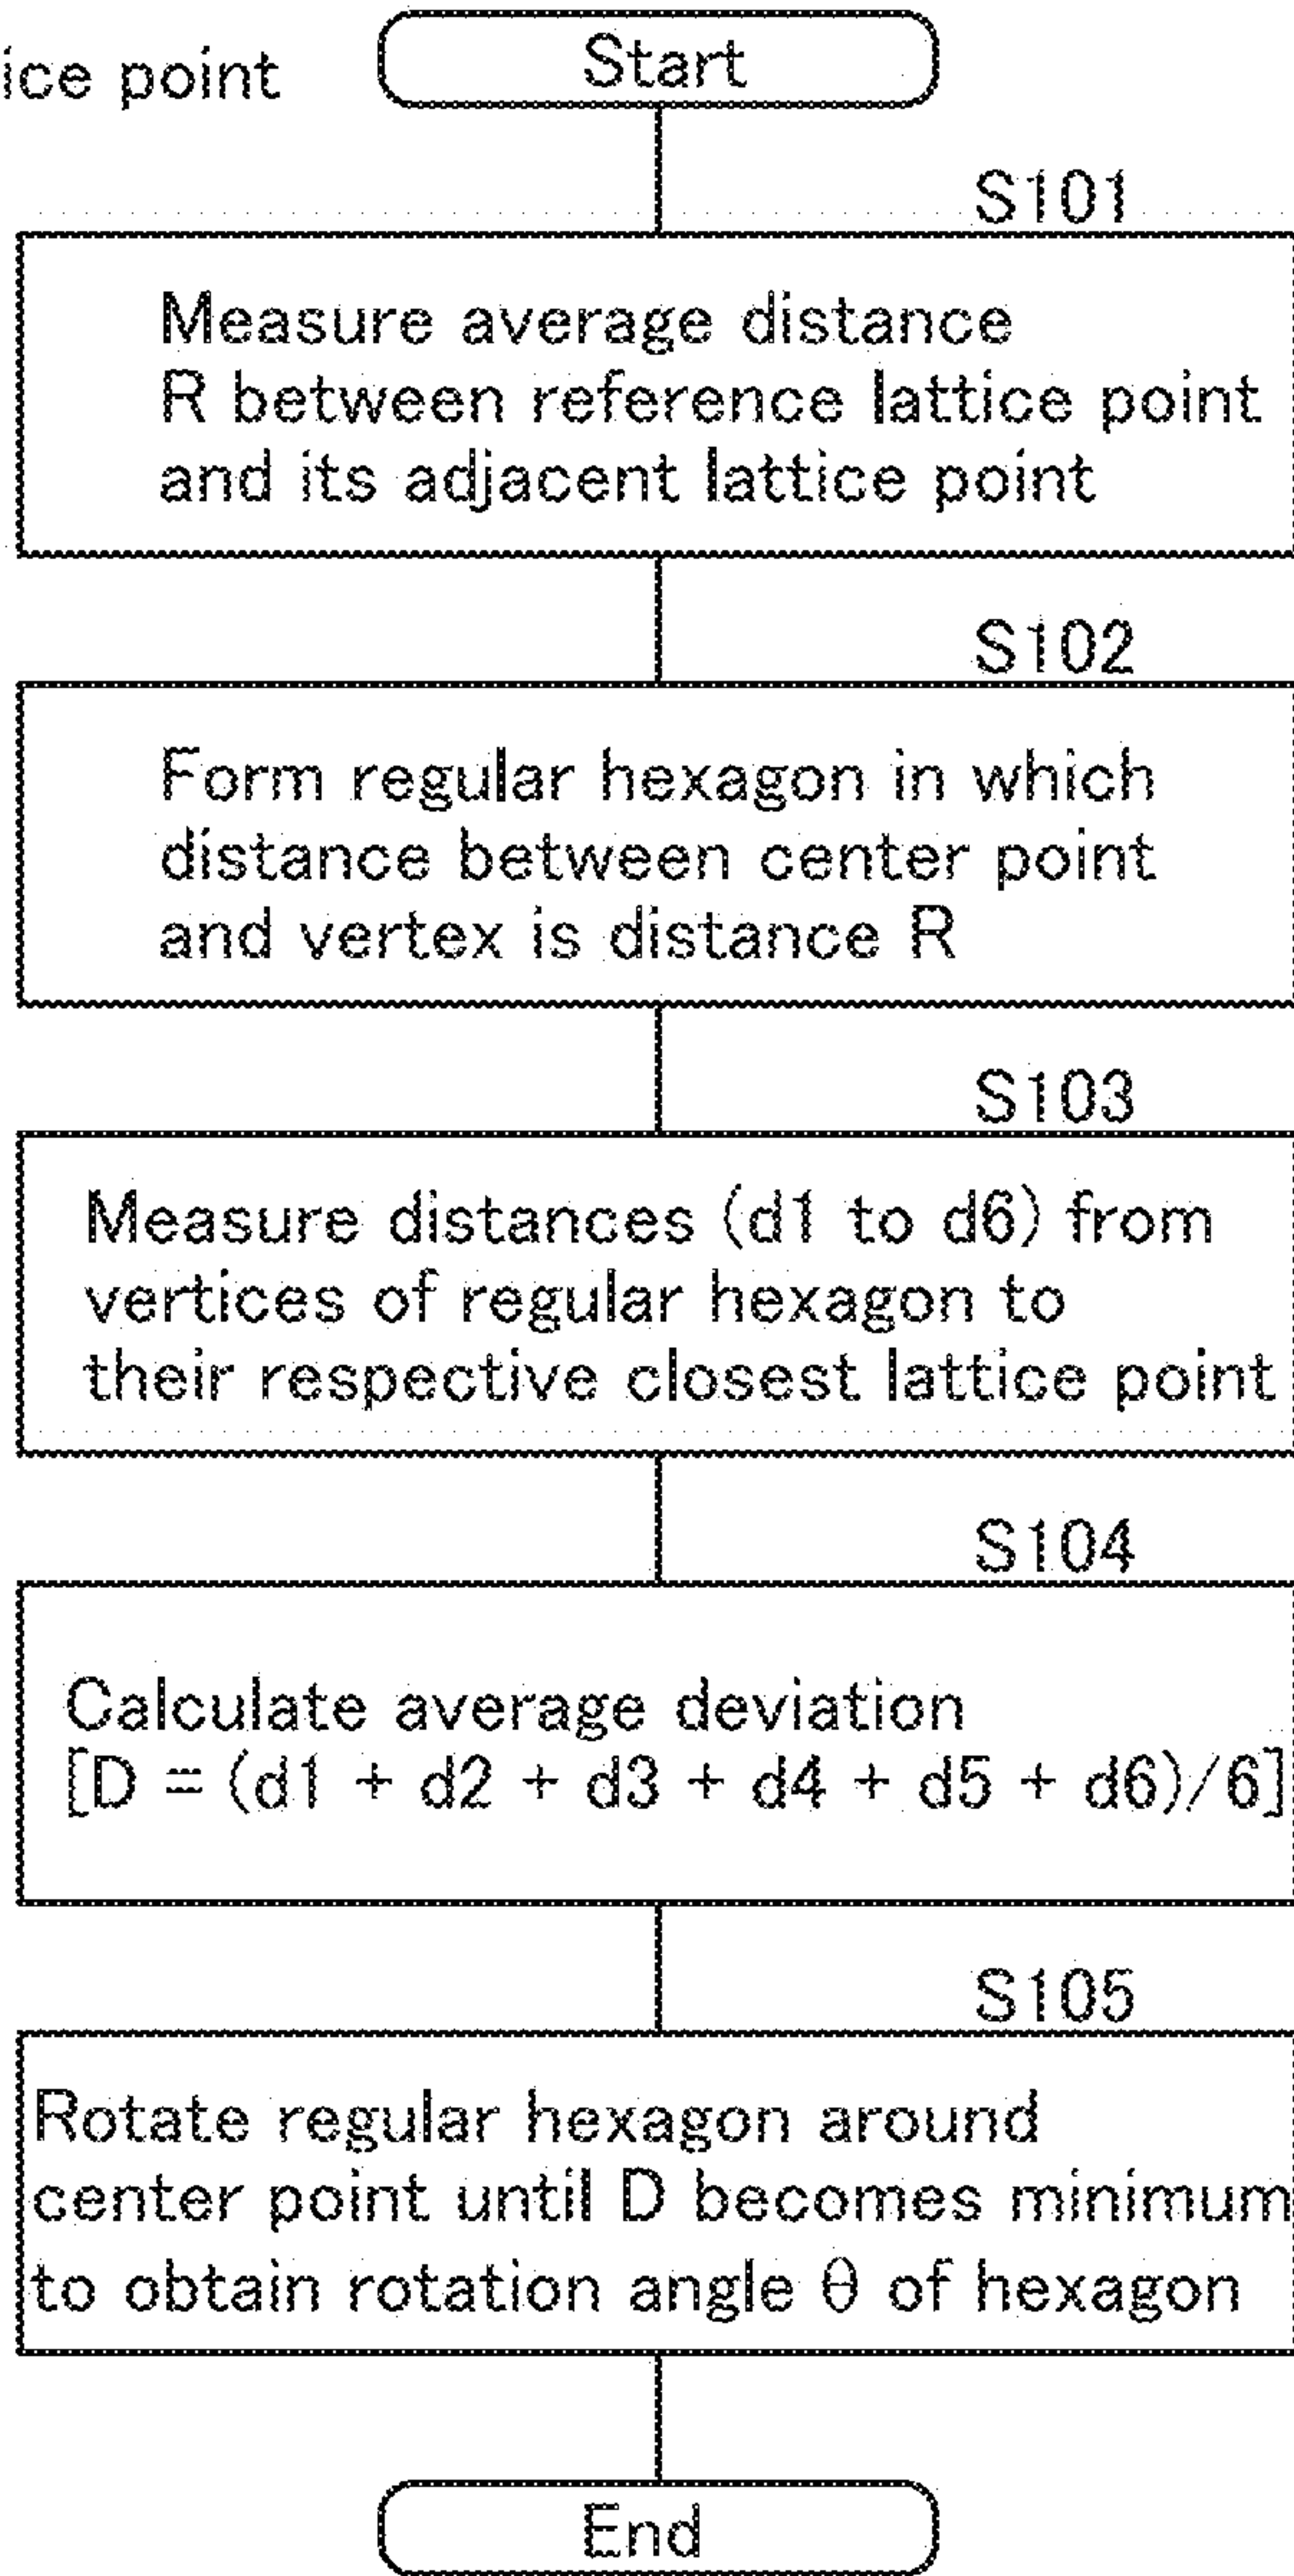 point
Start
S101
Measure average distance
R between reference lattice point
and its adjacent lattice point
S102
Form regular hexagon in which
distance between center point
and vertex is distance R
S103
Measure distances (d1 to d6) from
vertices of regular hexagon to
their respective closest lattice point
S104
Calculate average deviation
[D = (d1 + d2 + d3 + d4 + d5 + d6)/6]
S105
Rotate regular hexagon around
center point until D becomes minimum
to obtain rotation angle θ of hexagon
End